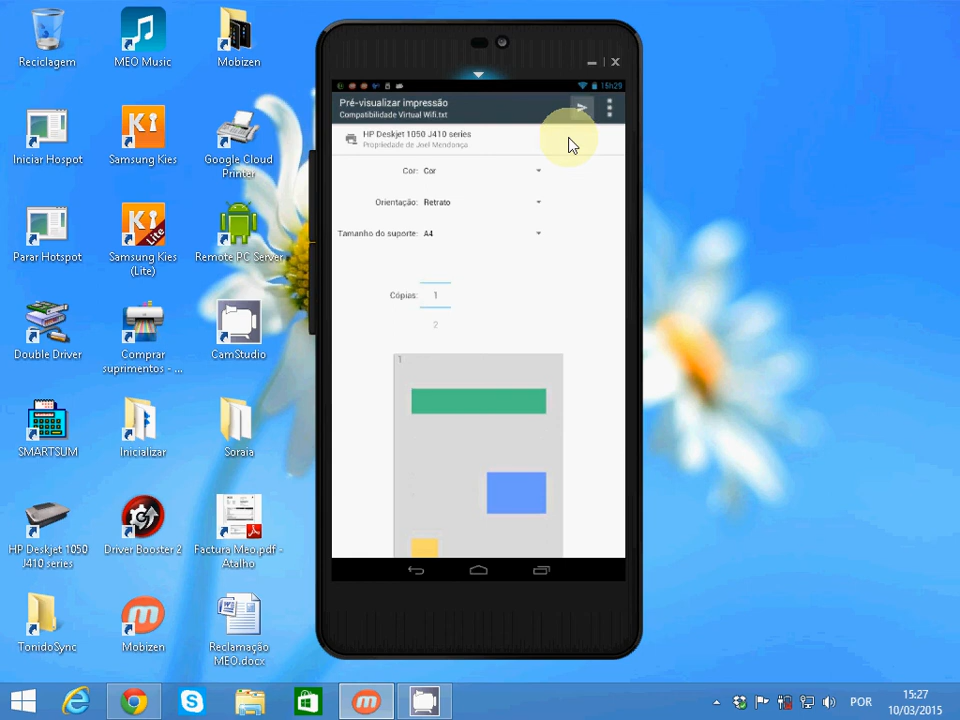 Reciclagem
MEO Music
Mobizen
Iniciar Hospot
Samsung Kies
Google Cloud
Printer
Parar Hotspot
Samsung Kies
(Lite)
Remote PC Server
Double Driver
Comprar
suprimentos - ...
CamStudio
SMARTSUM
Inicializar
Soraia
HP Deskjet 1050
J410 series
Driver Booster 2
Factura Meo.pdf -
Atalho
TonidoSync
Mobizen
Reclamação
MEO.docx
15h29
Pré-visualizar impressão
Compatibilidade Virtual Wifi.txt
HP Deskjet 1050 J410 series
Propriedade de Joel Mendonça
Cor: Cor
Orientação: Retrato
Tamanho do suporte: A4
Cópias: 1
2
1
POR
15:27
10/03/2015